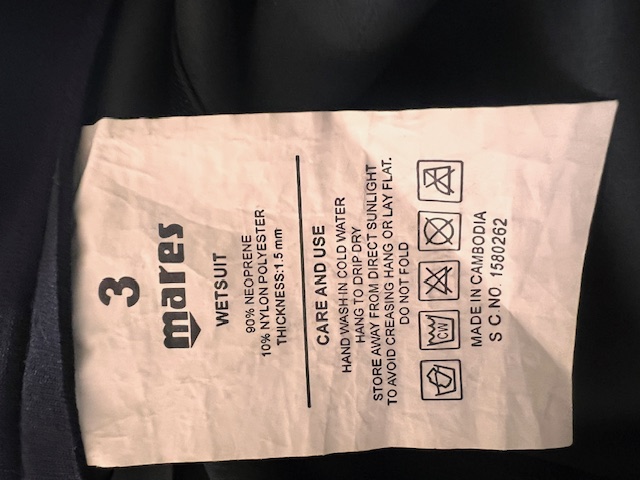 3
mares
WETSUIT
90% NEOPRENE
10% NYLON POLYESTER
THICKNESS:1.5 mm
CARE AND USE
HAND WASH IN COLD WATER
HANG TO DRIP DRY
STORE AWAY FROM DIRECT SUNLIGHT
TO AVOID CREASING HANG OR LAY FLAT.
DO NOT FOLD
CW
MADE IN CAMBODIA
S C.NO. 1580262